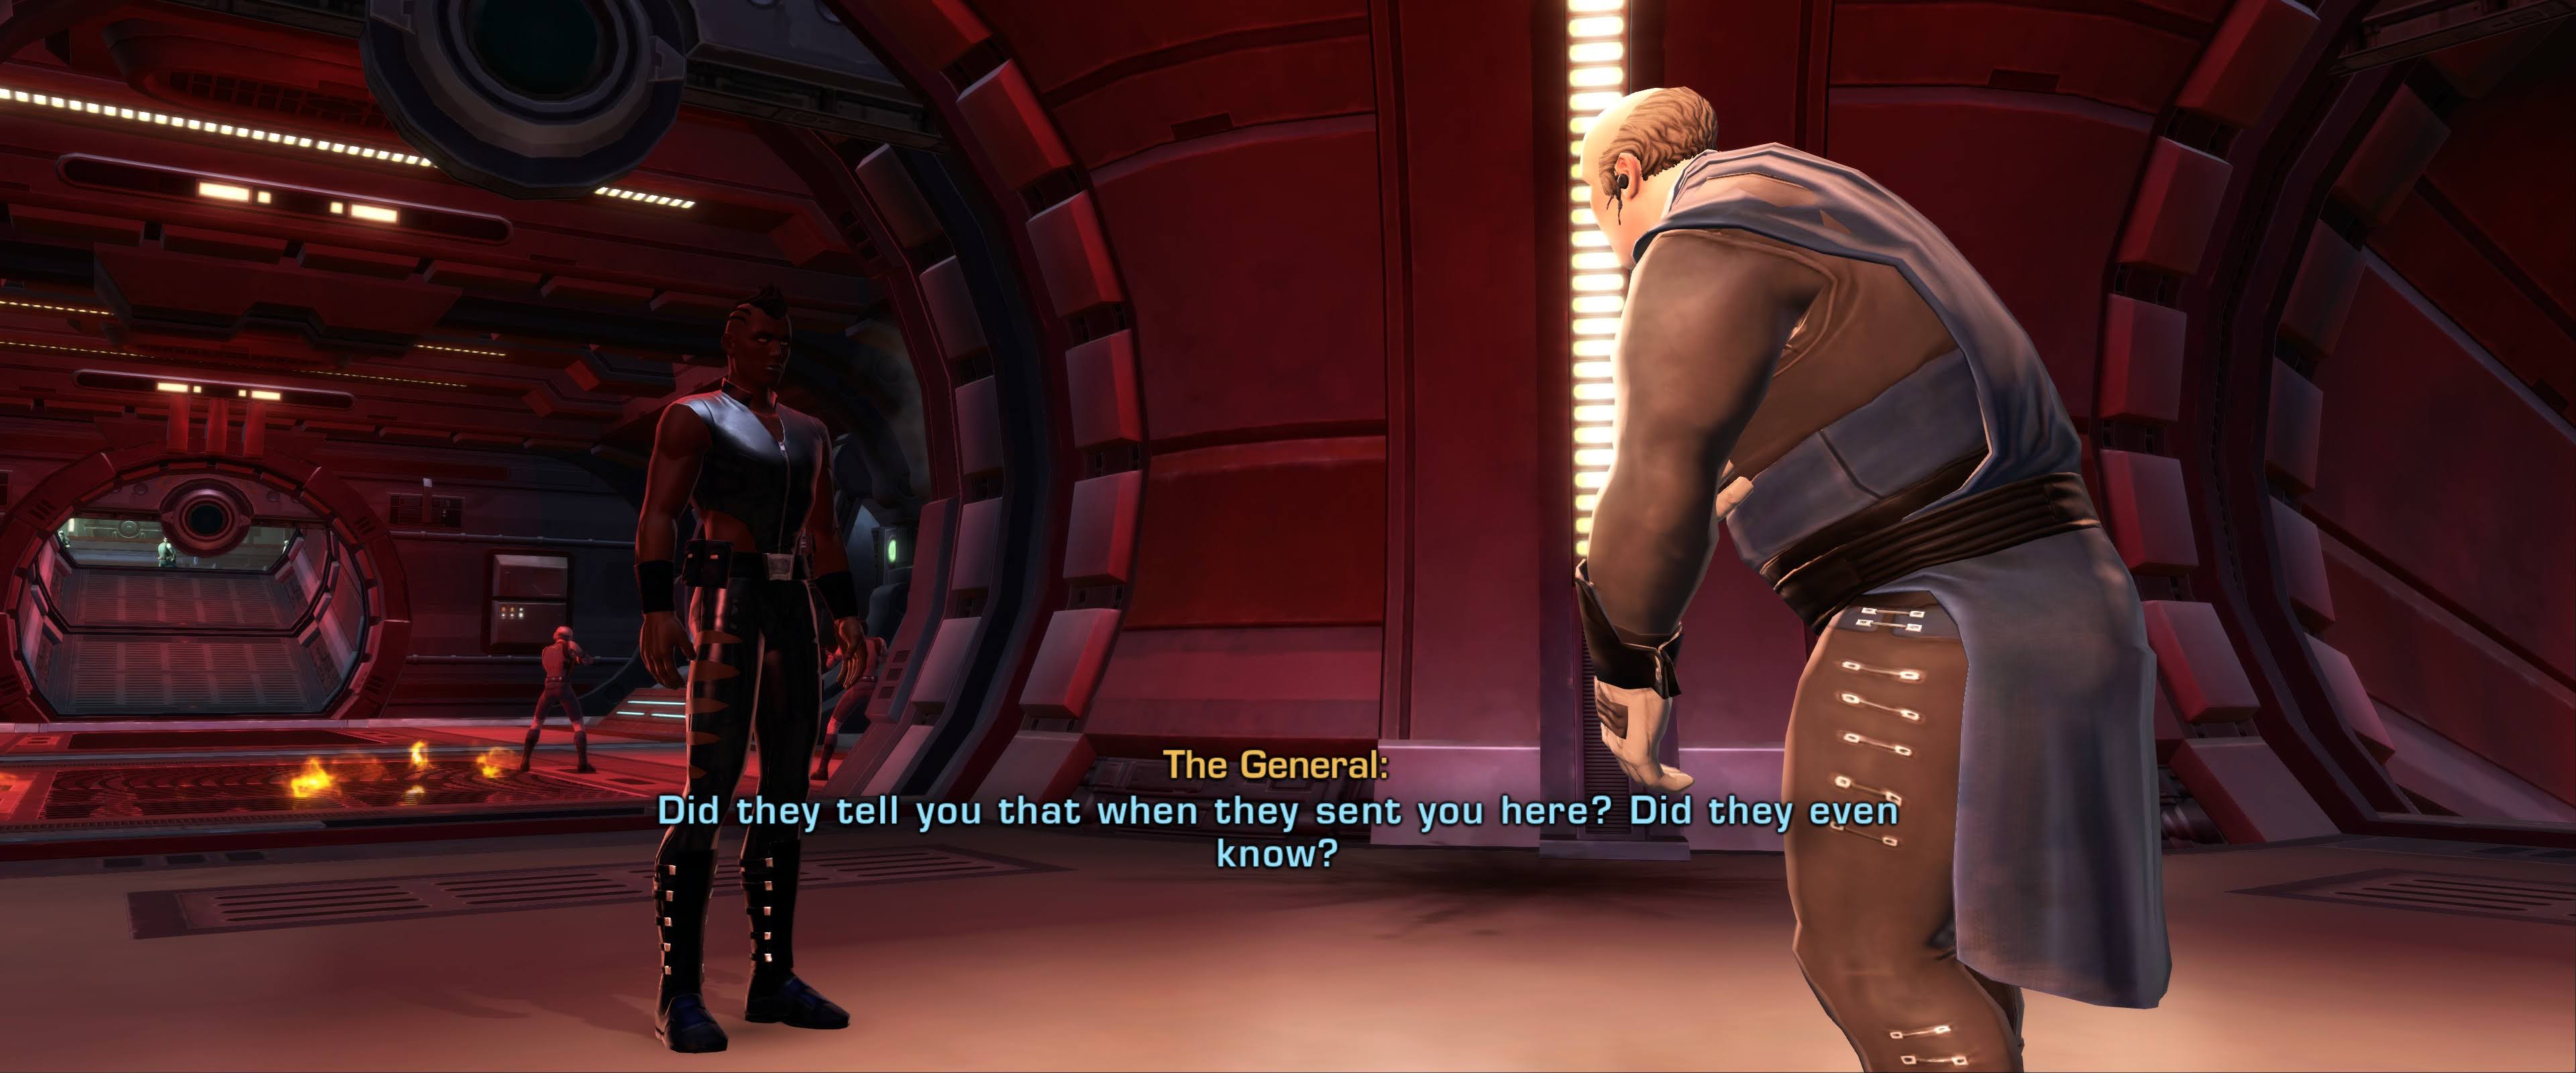 The General:
Did they tell you that when they sent you here? Did they even
know?